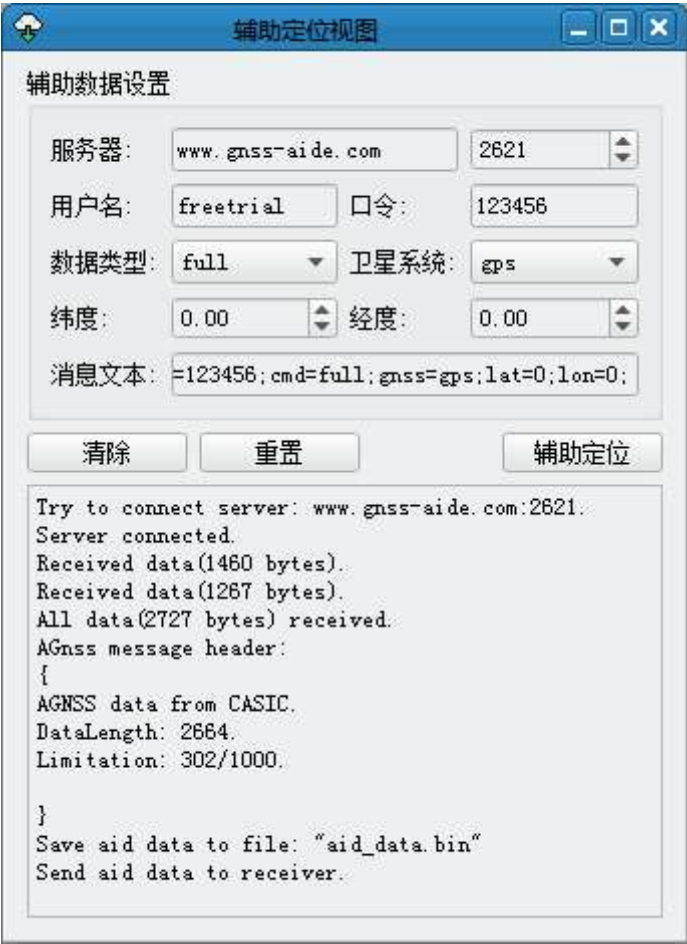 辅助定位视图
辅助数据设置
服务器: www.gnss-aide.com 2621
用户名: freetrial 口令: 123456
数据类型: full 卫星系统: gps
纬度: 0.00 经度: 0.00
消息文本: =123456;cmd=full;gnss=gps;lat=0;lon=0;
清除 重置 辅助定位
Try to connect server: www.gnss-aide.com:2621.
Server connected.
Received data(1460 bytes).
Received data(1267 bytes).
All data(2727 bytes) received.
AGnss message header:
{
AGNSS data from CASIC.
DataLength: 2664.
Limitation: 302/1000.
}
Save aid data to file: "aid_data.bin"
Send aid data to receiver.